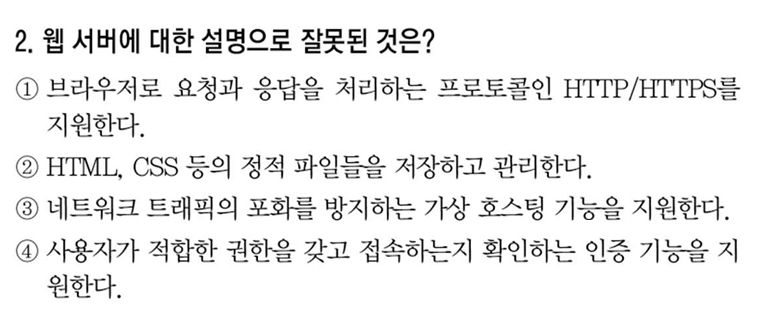 2. 웹 서버에 대한 설명으로 잘못된 것은?
① 브라우저로 요청과 응답을 처리하는 프로토콜인 HTTP/HTTPS를
지원한다.
② HTML, CSS 등의 정적 파일들을 저장하고 관리한다.
③ 네트워크 트래픽의 포화를 방지하는 가상 호스팅 기능을 지원한다.
④ 사용자가 적합한 권한을 갖고 접속하는지 확인하는 인증 기능을 지
원한다.